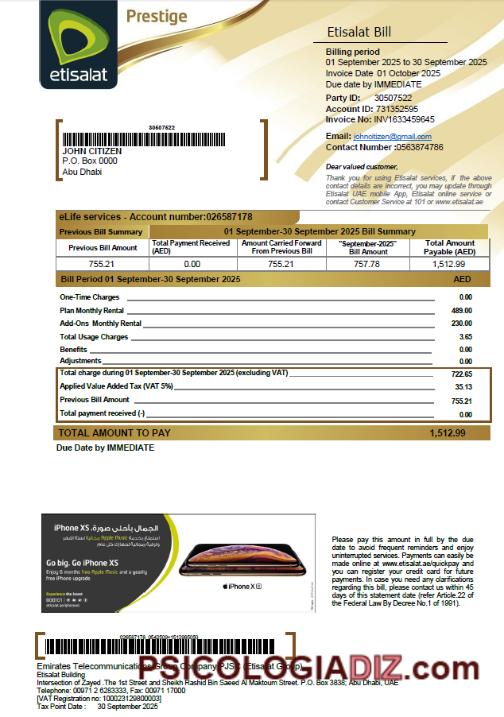 Prestige
etisalat
Etisalat Bill
Billing period
01 September 2025 to 30 September 2025
Invoice Date 01 October 2025
Due date by IMMEDIATE
Party ID: 30507522
Account ID: 731352595
Invoice No: INV1633459645
Email: johnoitizen@gmail.com
Contact Number :0563874786
30507522
JOHN CITIZEN
P.O. Box 0000
Abu Dhabi
Dear valued customer,
Thank you for using Etisalat services, if the above
contact details are incorrect, you may update through
Etisalat UAE mobile App, Etisalat online service or
contact Customer Service at 101 or www.etisalat.ae
eLife services - Account number:026587178
Previous Bill Summary 01 September-30 September 2025 Bill Summary
Previous Bill Amount Total Payment Received (AED) Amount Carried Forward From Previous Bill "September-2025" Bill Amount Total Amount Payable (AED)
755.21 0.00 755.21 757.78 1,512.99
Bill Period 01 September-30 September 2025 AED
One-Time Charges 0.00
Plan Monthly Rental 489.00
Add-Ons Monthly Rental 230.00
Total Usage Charges 3.65
Benefits 0.00
Adjustments 0.00
Total charge during 01 September-30 September 2025 (excluding VAT) 722.65
Applied Value Added Tax (VAT 5%) 35.13
Previous Bill Amount 755.21
Total payment received (-) 0.00
TOTAL AMOUNT TO PAY 1,512.99
Due Date by IMMEDIATE
الجمال بأحلى صورة. iPhone XS
Go big. Go iPhone XS
Enjoy 6 months free Apple Music and a yearly
free iPhone upgrade
Experience the brand
iPhone XS
Please pay this amount in full by the due
date to avoid frequent reminders and enjoy
uninterrupted services. Payments can easily be
made online at www.etisalat.ae/quickpay and
you can register your credit card for future
payments. In case you need any clarifications
regarding this bill, please contact us within 45
days of this statement date (refer Article.22 of
the Federal Law By Decree No.1 of 1991).
Emirates Telecommunications Group Company PJSC (Etisalat Group)
Etisalat Building
Intersection of Zayed .The 1st Street and Sheikh Rashid Bin Saeed Al Maktoum Street, P.O. Box 3838; Abu Dhabi, UAE
Telephone: 00971 2 6283333, Fax: 00971 17000
[VAT Registration no: 1000231298000​3]
Tax Point Date : 30 September 2025
PSICOLOGIADIZ.com